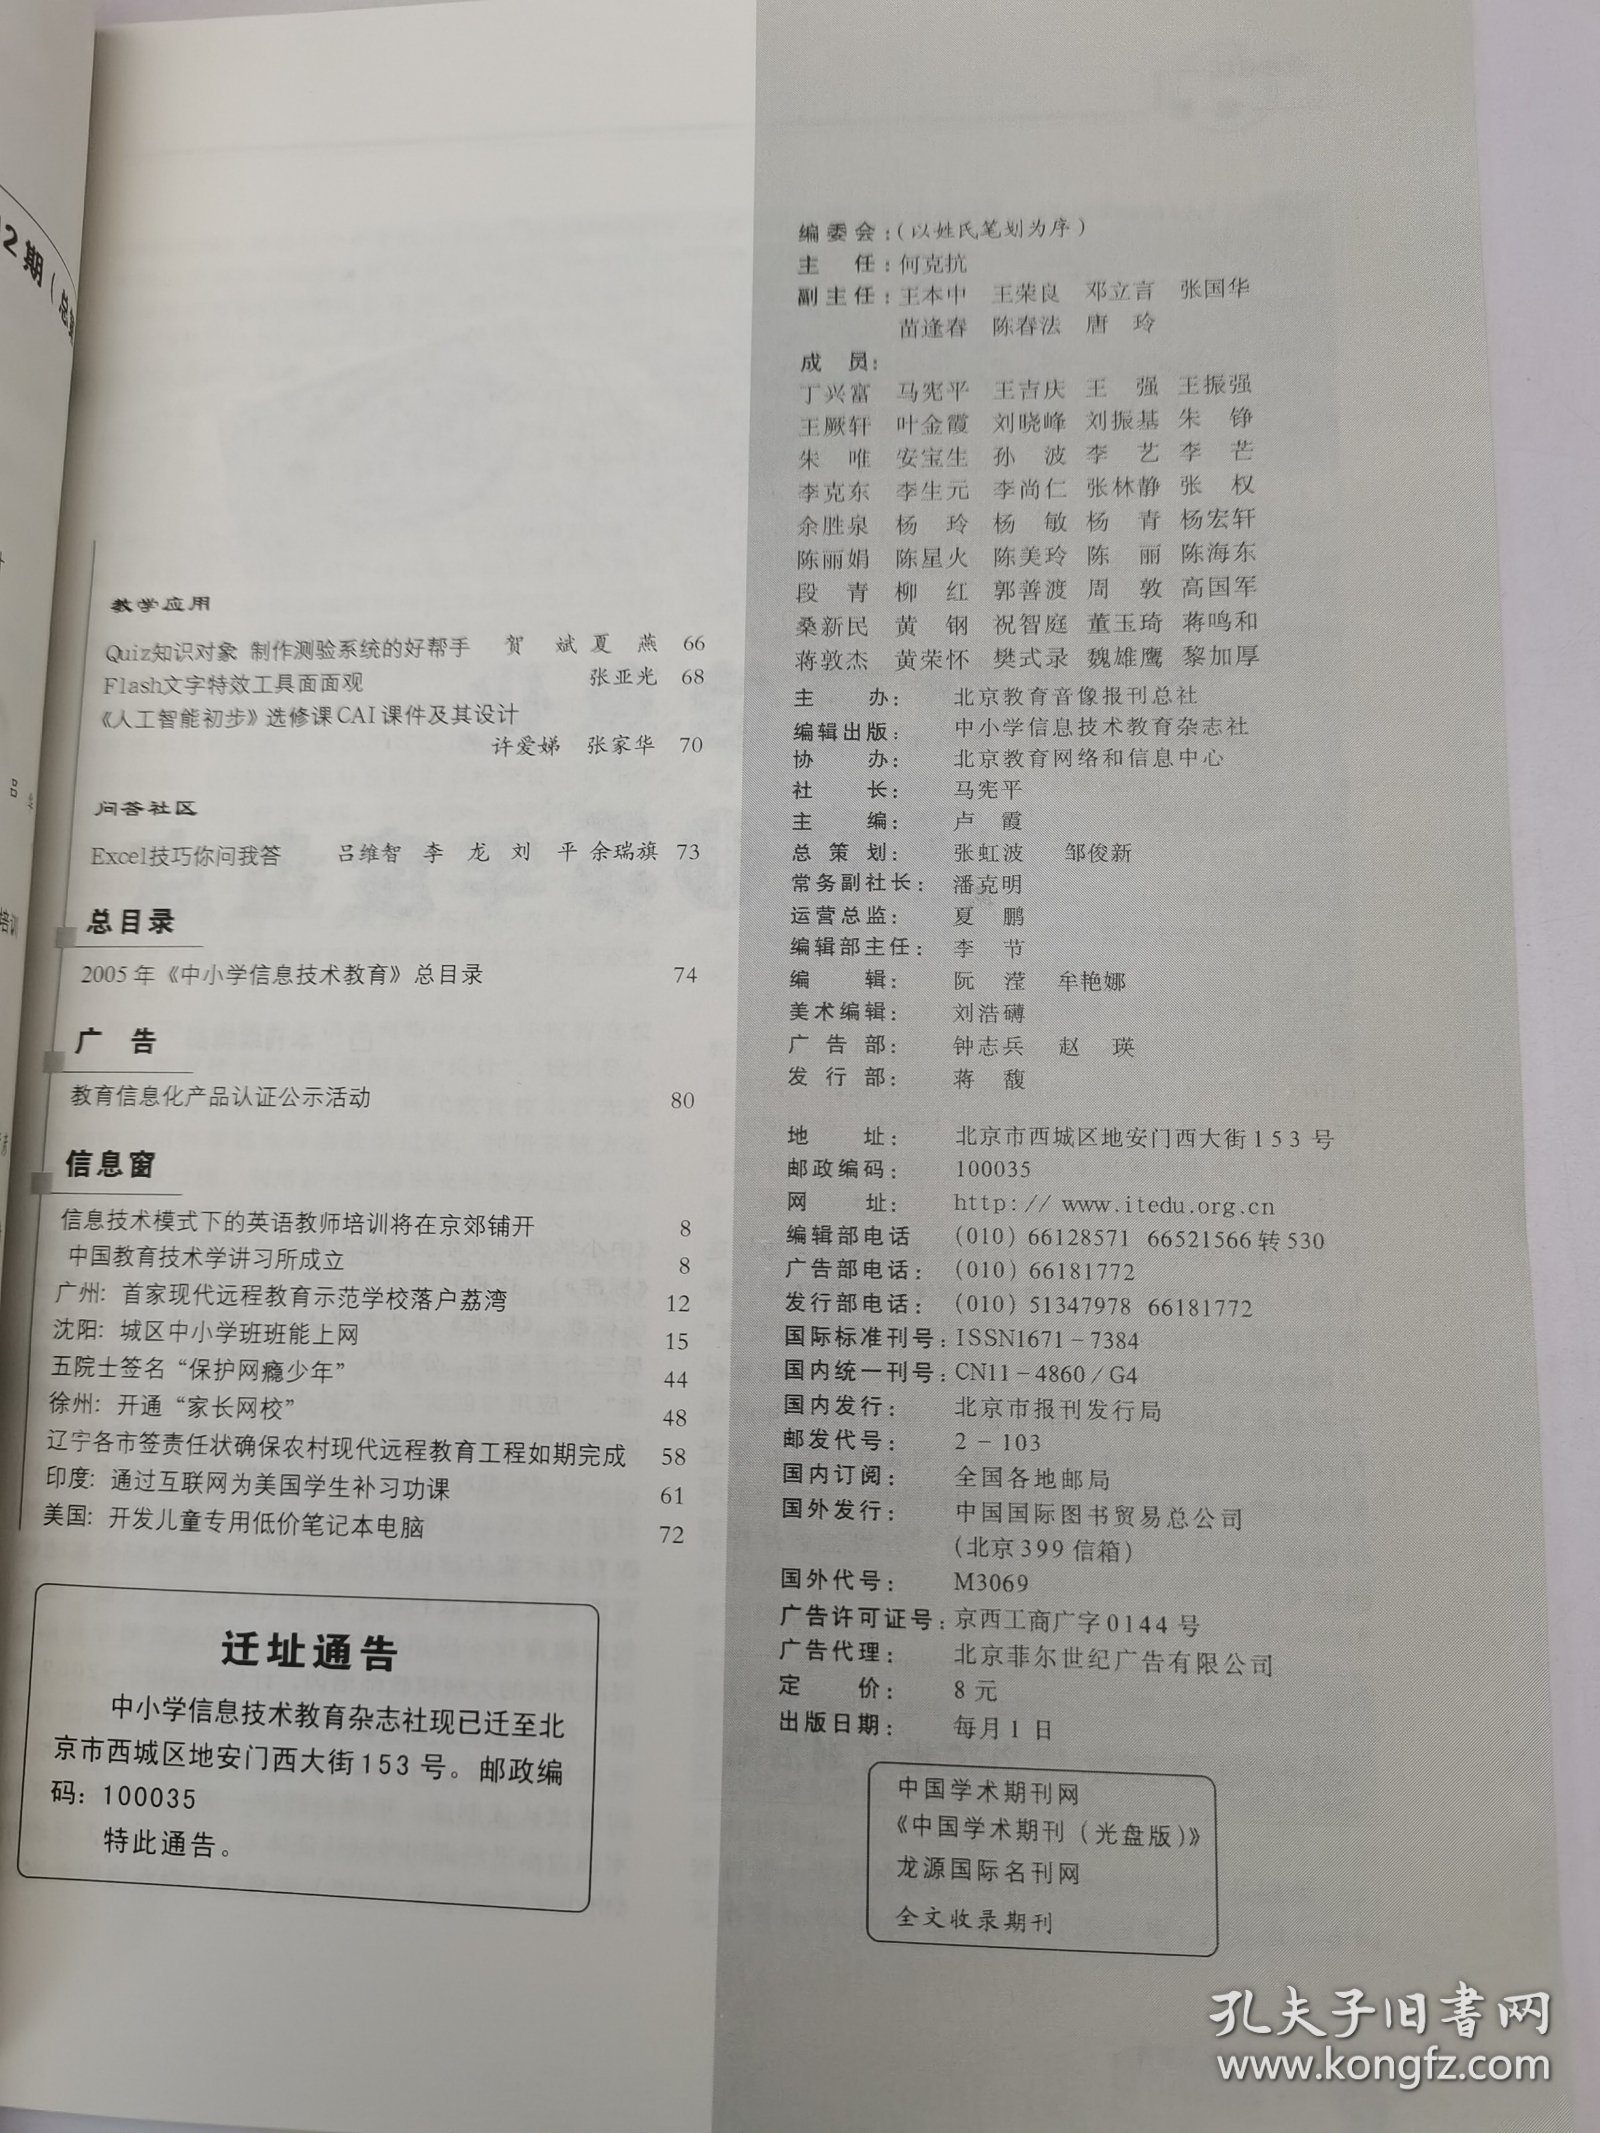 12期（总
教学应用
Quiz知识对象 制作测验系统的好帮手 贺 斌 夏 燕 66
Flash文字特效工具面面观 张亚光 68
《人工智能初步》选修课CAI课件及其设计
许爱娣 张家华 70
问答社区
Excel技巧你问我答 吕维智 李 龙 刘 平 余瑞旗 73
总目录
2005年《中小学信息技术教育》总目录 74
广 告
教育信息化产品认证公示活动 80
信息窗
信息技术模式下的英语教师培训将在京郊铺开 8
中国教育技术学讲习所成立 8
广州：首家现代远程教育示范学校落户荔湾 12
沈阳：城区中小学班班能上网 15
五院士签名“保护网瘾少年” 44
徐州：开通“家长网校” 48
辽宁各市签责任状确保农村现代远程教育工程如期完成 58
印度：通过互联网为美国学生补习功课 61
美国：开发儿童专用低价笔记本电脑 72
迁址通告
中小学信息技术教育杂志社现已迁至北
京市西城区地安门西大街153号。邮政编
码：100035
特此通告。
编委会：（以姓氏笔划为序）
主 任：何克抗
副主任：王本中 王荣良 邓立言 张国华
苗逢春 陈春法 唐 玲
成 员：
丁兴富 马宪平 王吉庆 王 强 王振强
王厥轩 叶金霞 刘晓峰 刘振基 朱 铮
朱 唯 安宝生 孙 波 李 艺 李 芒
李克东 李生元 李尚仁 张林静 张 权
余胜泉 杨 玲 杨 敏 杨 青 杨宏轩
陈丽娟 陈星火 陈美玲 陈 丽 陈海东
段 青 柳 红 郭善渡 周 敦 高国军
桑新民 黄 钢 祝智庭 董玉琦 蒋鸣和
蒋敦杰 黄荣怀 樊式录 魏雄鹰 黎加厚
主 办：北京教育音像报刊总社
编辑出版：中小学信息技术教育杂志社
协 办：北京教育网络和信息中心
社 长：马宪平
主 编：卢 霞
总 策 划：张虹波 邹俊新
常务副社长：潘克明
运营总监：夏 鹏
编辑部主任：李 节
编 辑：阮 滢 牟艳娜
美术编辑：刘浩礴
广 告 部：钟志兵 赵 瑛
发 行 部：蒋 馥
地 址：北京市西城区地安门西大街153号
邮政编码：100035
网 址：http://www.itedu.org.cn
编辑部电话 (010) 66128571 66521566转530
广告部电话：(010) 66181772
发行部电话：(010) 51347978 66181772
国际标准刊号：ISSN1671-7384
国内统一刊号：CN11-4860/G4
国内发行：北京市报刊发行局
邮发代号：2-103
国内订阅：全国各地邮局
国外发行：中国国际图书贸易总公司
（北京399信箱）
国外代号：M3069
广告许可证号：京西工商广字0144号
广告代理：北京菲尔世纪广告有限公司
定 价：8元
出版日期：每月1日
中国学术期刊网
《中国学术期刊（光盘版）》
龙源国际名刊网
全文收录期刊
孔夫子旧书网
www.kongfz.com